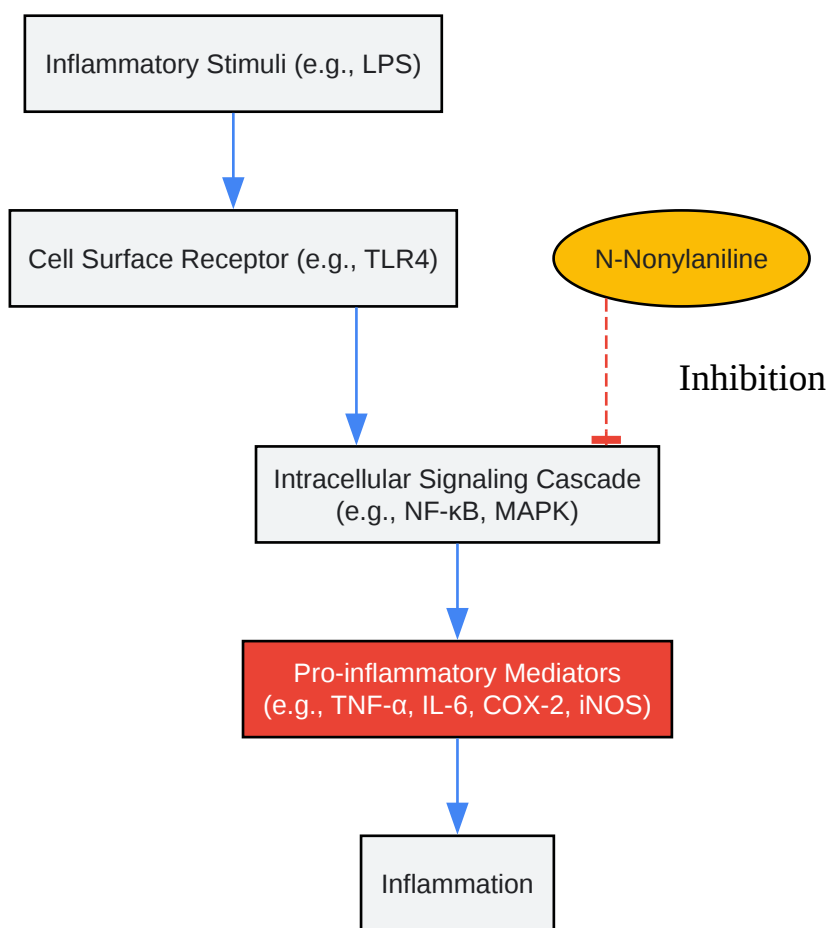 Inflammatory Stimuli (e.g., LPS)
Cell Surface Receptor (e.g., TLR4)
N-Nonylaniline
Inhibition
Intracellular Signaling Cascade
(e.g., NF-κB, MAPK)
Pro-inflammatory Mediators
(e.g., TNF-α, IL-6, COX-2, iNOS)
Inflammation